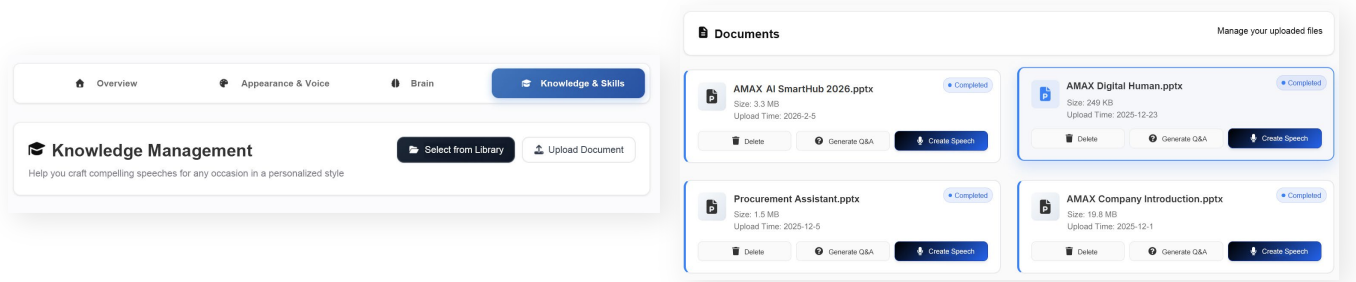 Overview
Appearance & Voice
Brain
Knowledge & Skills
Knowledge Management
Select from Library
Upload Document
Help you craft compelling speeches for any occasion in a personalized style
Documents
Manage your uploaded files
AMAX AI SmartHub 2026.pptx
Completed
Size: 3.3 MB
Upload Time: 2026-2-5
Delete
Generate Q&A
Create Speech
AMAX Digital Human.pptx
Completed
Size: 249 KB
Upload Time: 2025-12-23
Delete
Generate Q&A
Create Speech
Procurement Assistant.pptx
Completed
Size: 1.5 MB
Upload Time: 2025-12-5
Delete
Generate Q&A
Create Speech
AMAX Company Introduction.pptx
Completed
Size: 19.8 MB
Upload Time: 2025-12-1
Delete
Generate Q&A
Create Speech